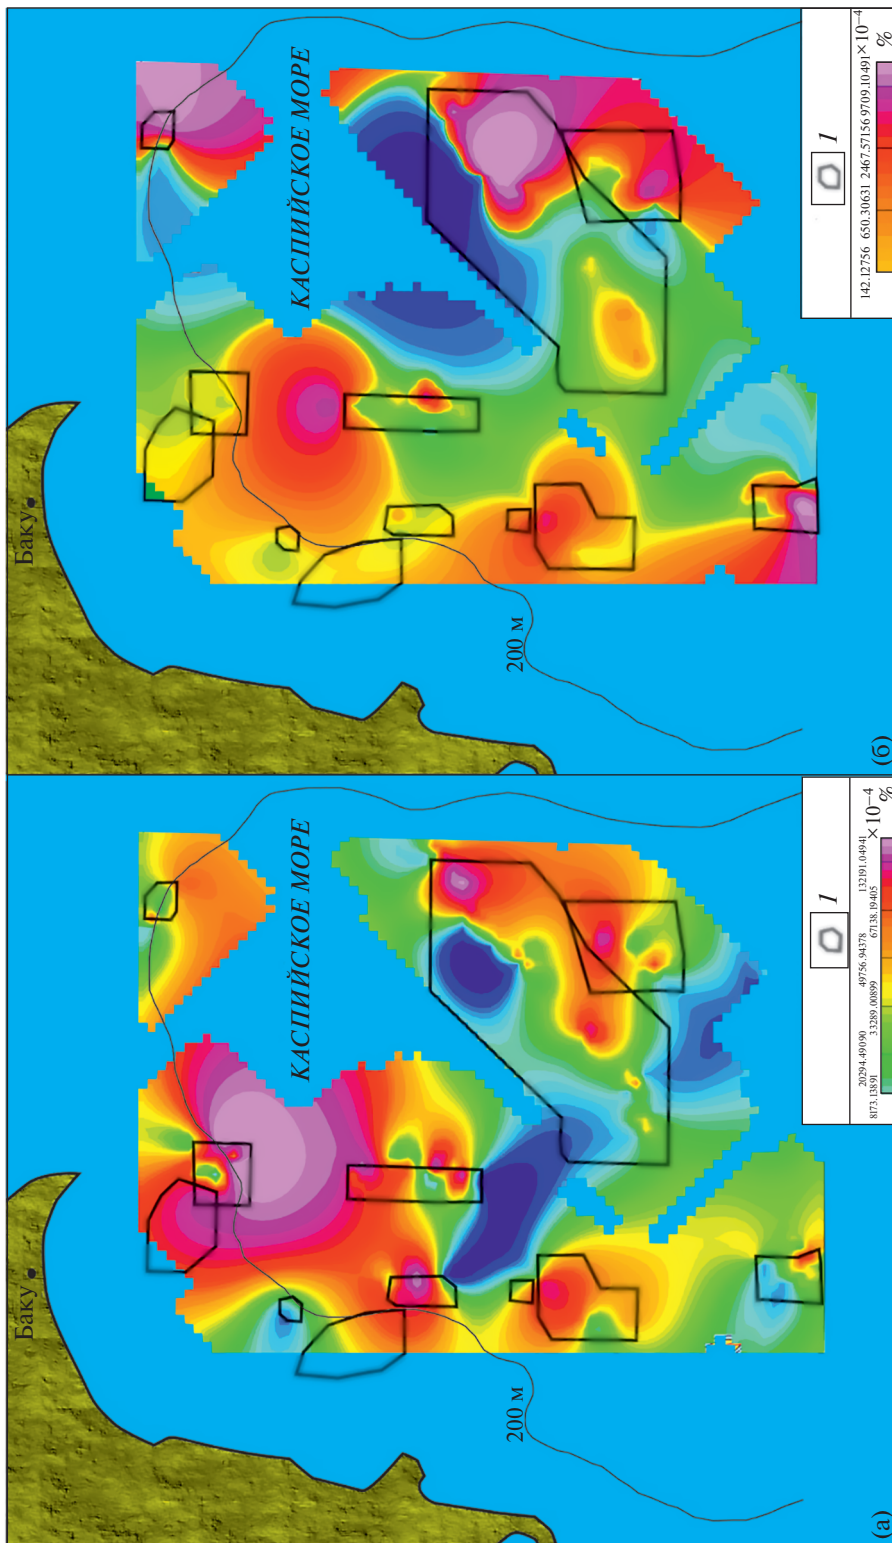 Баку
КАСПИЙСКОЕ МОРЕ
200 м
1
20294.49090 49756.94378 132191.04941
8173.13891 33289.00899 67138.19405
×10⁻⁴
%
(а)
Баку
КАСПИЙСКОЕ МОРЕ
200 м
1
142.12756 650.30631 2467.57156 9709.10491 ×10⁻⁴
%
(б)